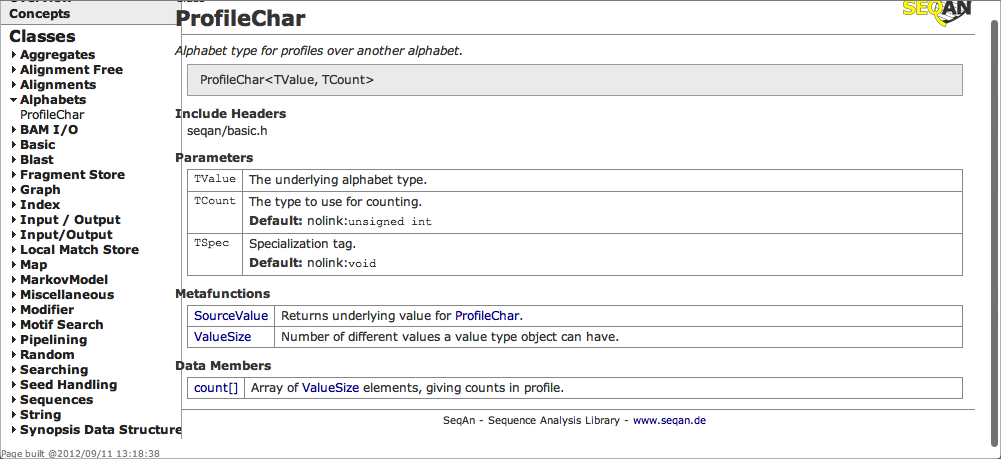 Concepts
Classes
Aggregates
Alignment Free
Alignments
Alphabets
ProfileChar
BAM I/O
Basic
Blast
Fragment Store
Graph
Index
Input / Output
Input/Output
Local Match Store
Map
MarkovModel
Miscellaneous
Modifier
Motif Search
Pipelining
Random
Searching
Seed Handling
Sequences
String
Synopsis Data Structure
Page built @2012/09/11 13:18:38
ProfileChar
SEQAN
Alphabet type for profiles over another alphabet.
ProfileChar<TValue, TCount>
Include Headers
seqan/basic.h
Parameters
TValue The underlying alphabet type.
TCount The type to use for counting.
Default: nolink:unsigned int
TSpec Specialization tag.
Default: nolink:void
Metafunctions
SourceValue Returns underlying value for ProfileChar.
ValueSize Number of different values a value type object can have.
Data Members
count[] Array of ValueSize elements, giving counts in profile.
SeqAn - Sequence Analysis Library - www.seqan.de